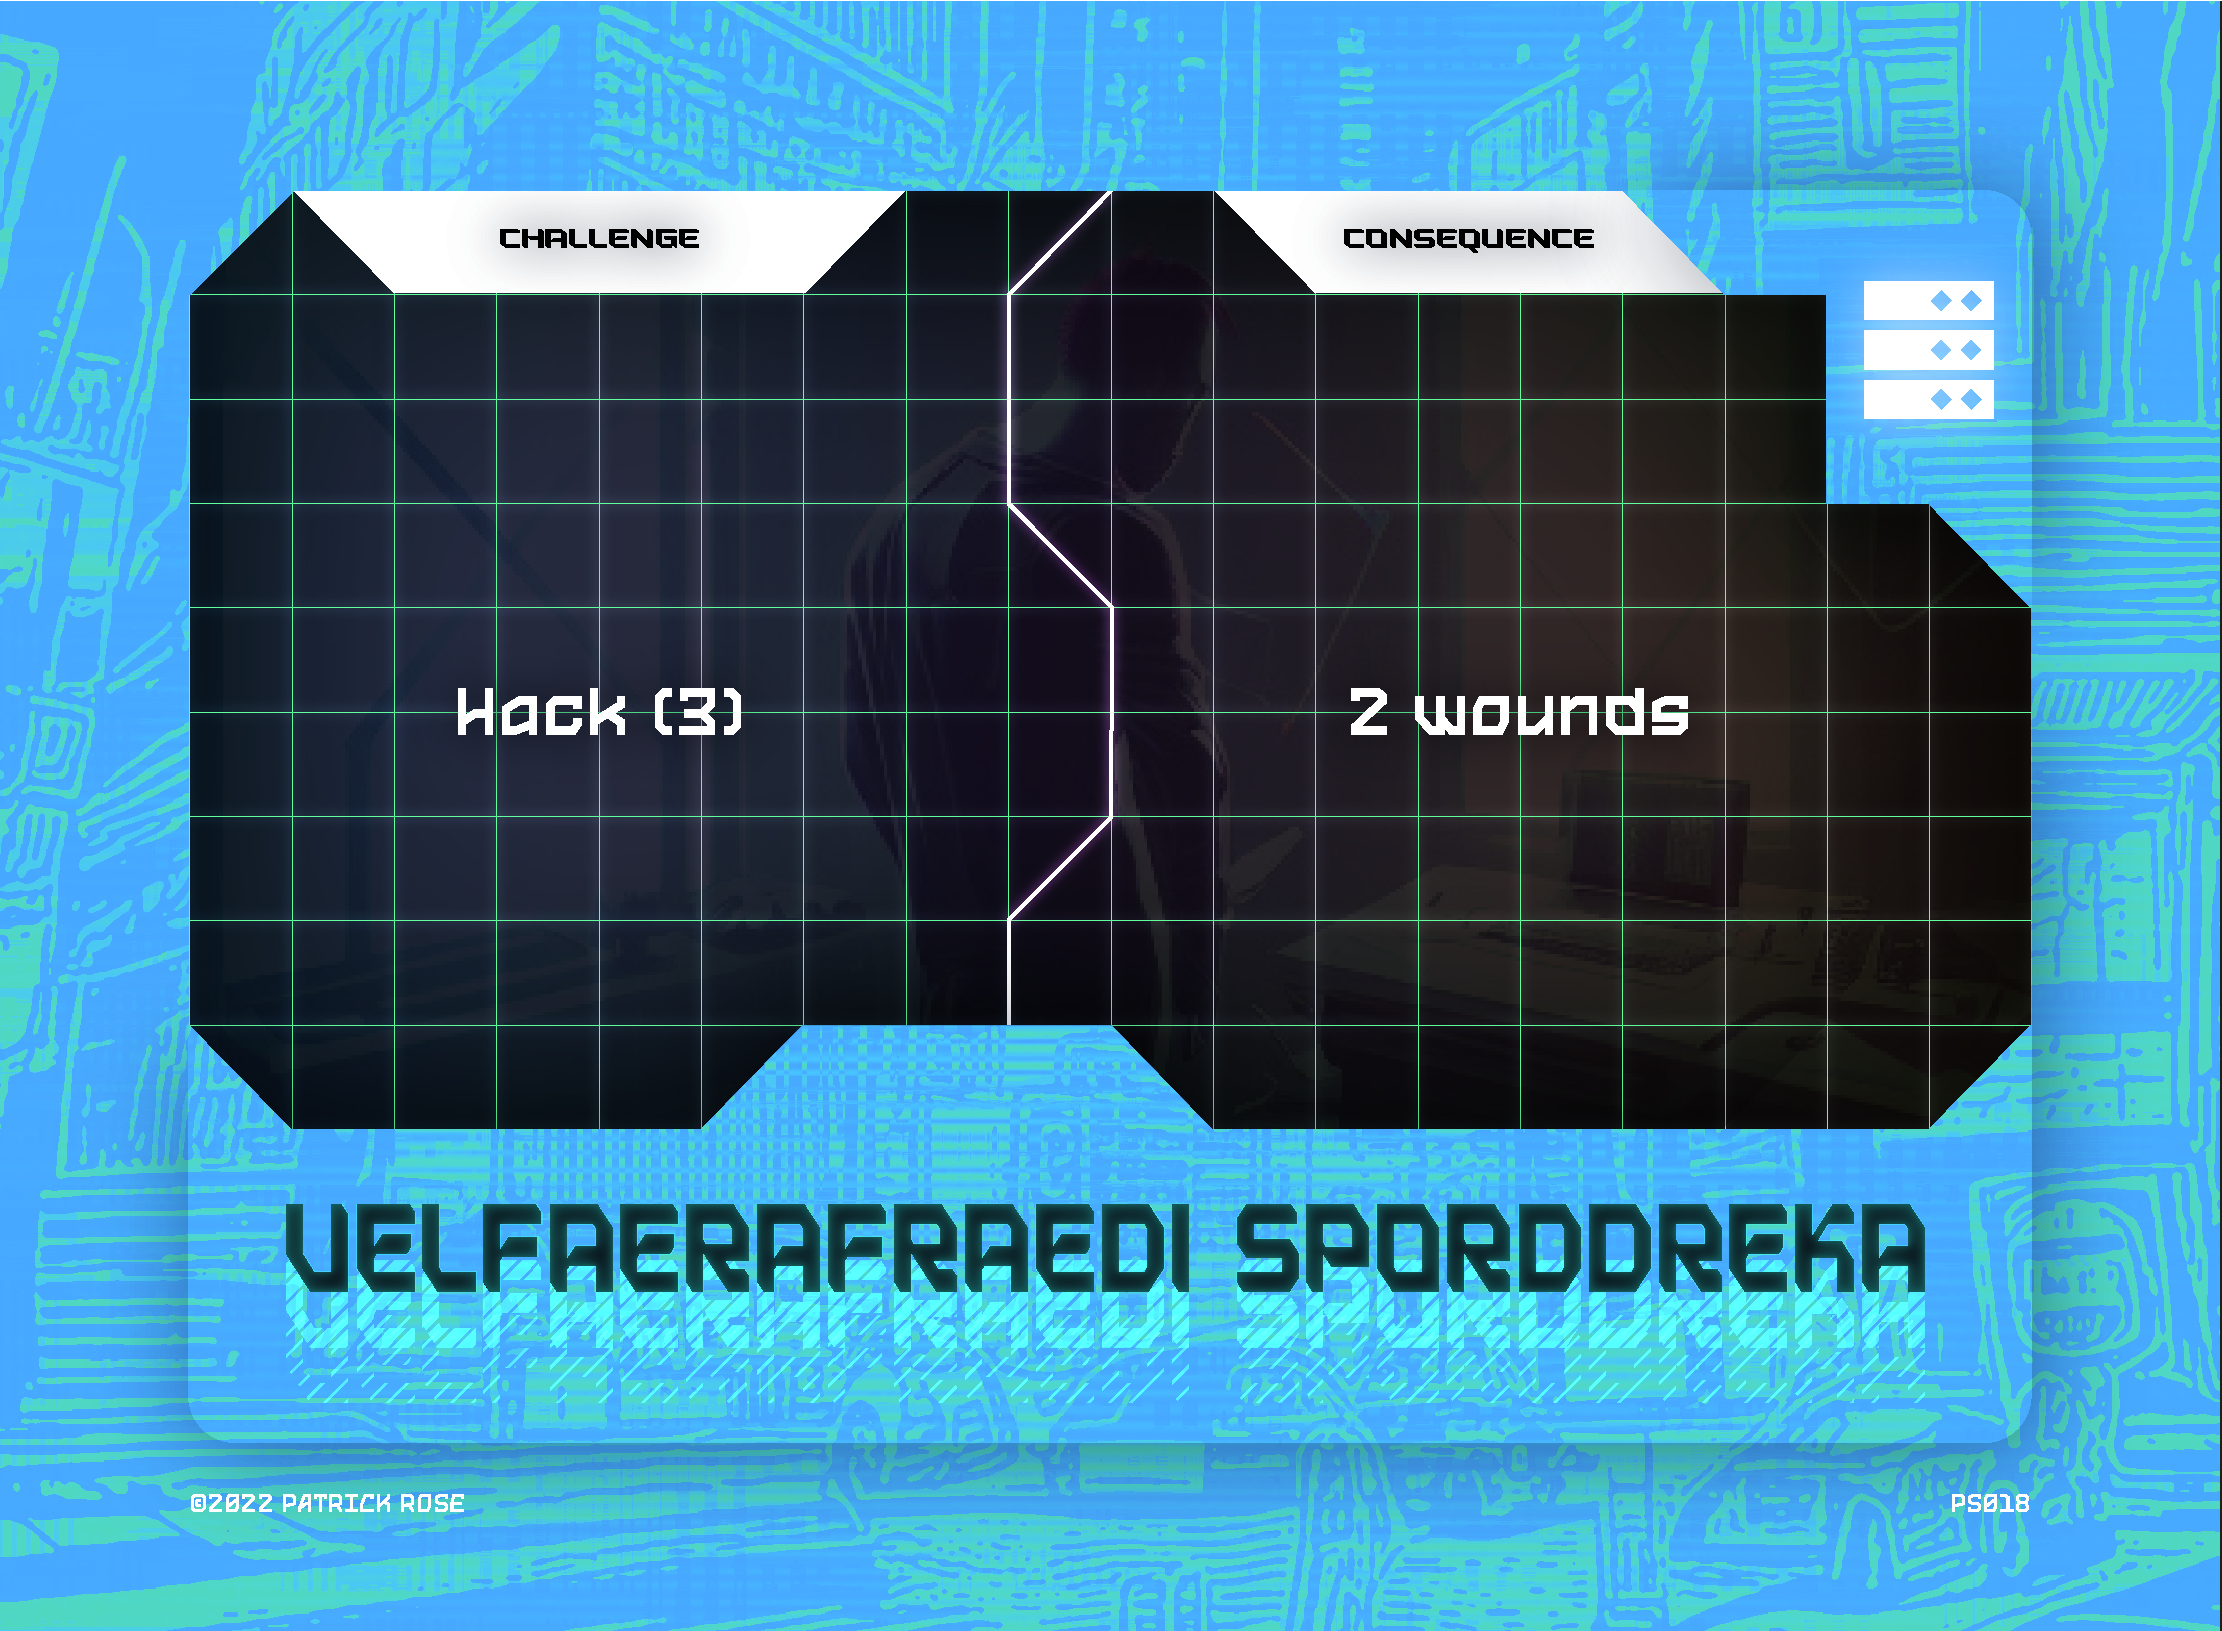 CHALLENGE
CONSEQUENCE
Hack (3)
2 wounds
VELFAERAFRAEDI SPORDDREKA
©2022 PATRICK ROSE
PS018